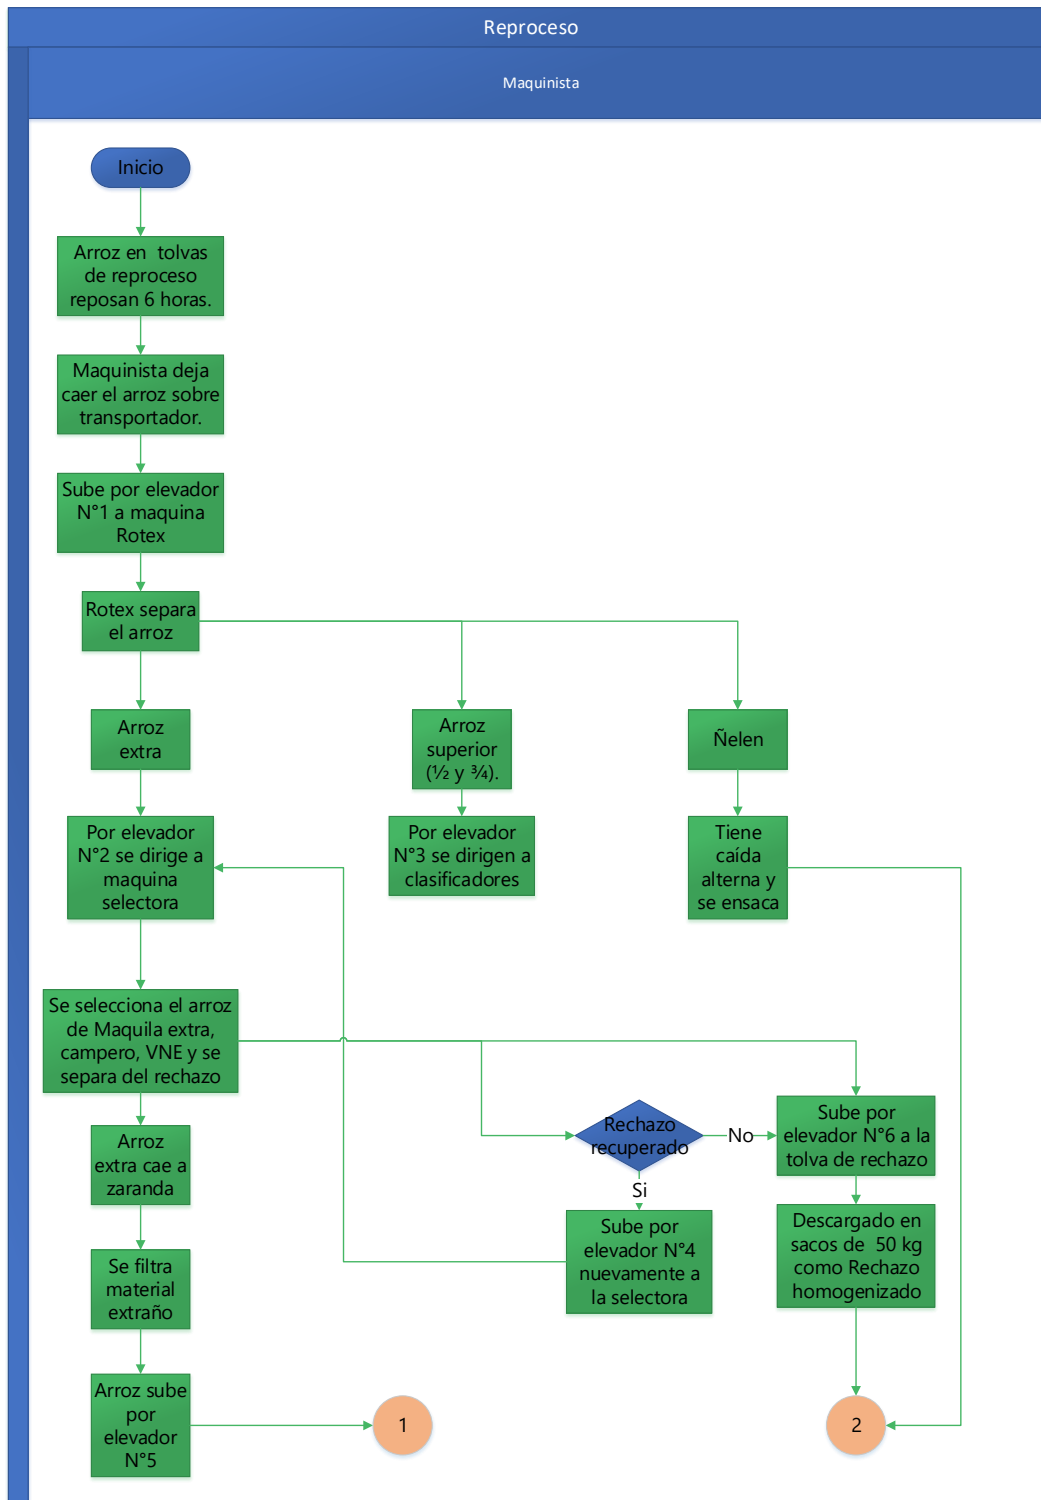 Reproceso
Maquinista
Inicio
Arroz en  tolvas
de reproceso
reposan 6 horas.
Maquinista deja
caer el arroz sobre
transportador.
Sube por elevador
N°1 a maquina
Rotex
Rotex separa
el arroz
Arroz
extra
Arroz
superior
(½ y ¾).
Ñelen
Por elevador
N°2 se dirige a
maquina
selectora
Por elevador
N°3 se dirigen a
clasificadores
Tiene
caída
alterna y
se ensaca
Se selecciona el arroz
de Maquila extra,
campero, VNE y se
separa del rechazo
Rechazo
recuperado
No
Si
Sube por
elevador N°6 a la
tolva de rechazo
Arroz
extra cae a
zaranda
Sube por
elevador N°4
nuevamente a
la selectora
Descargado en
sacos de  50 kg
como Rechazo
homogenizado
Se filtra
material
extraño
Arroz sube
por
elevador
N°5
1
2